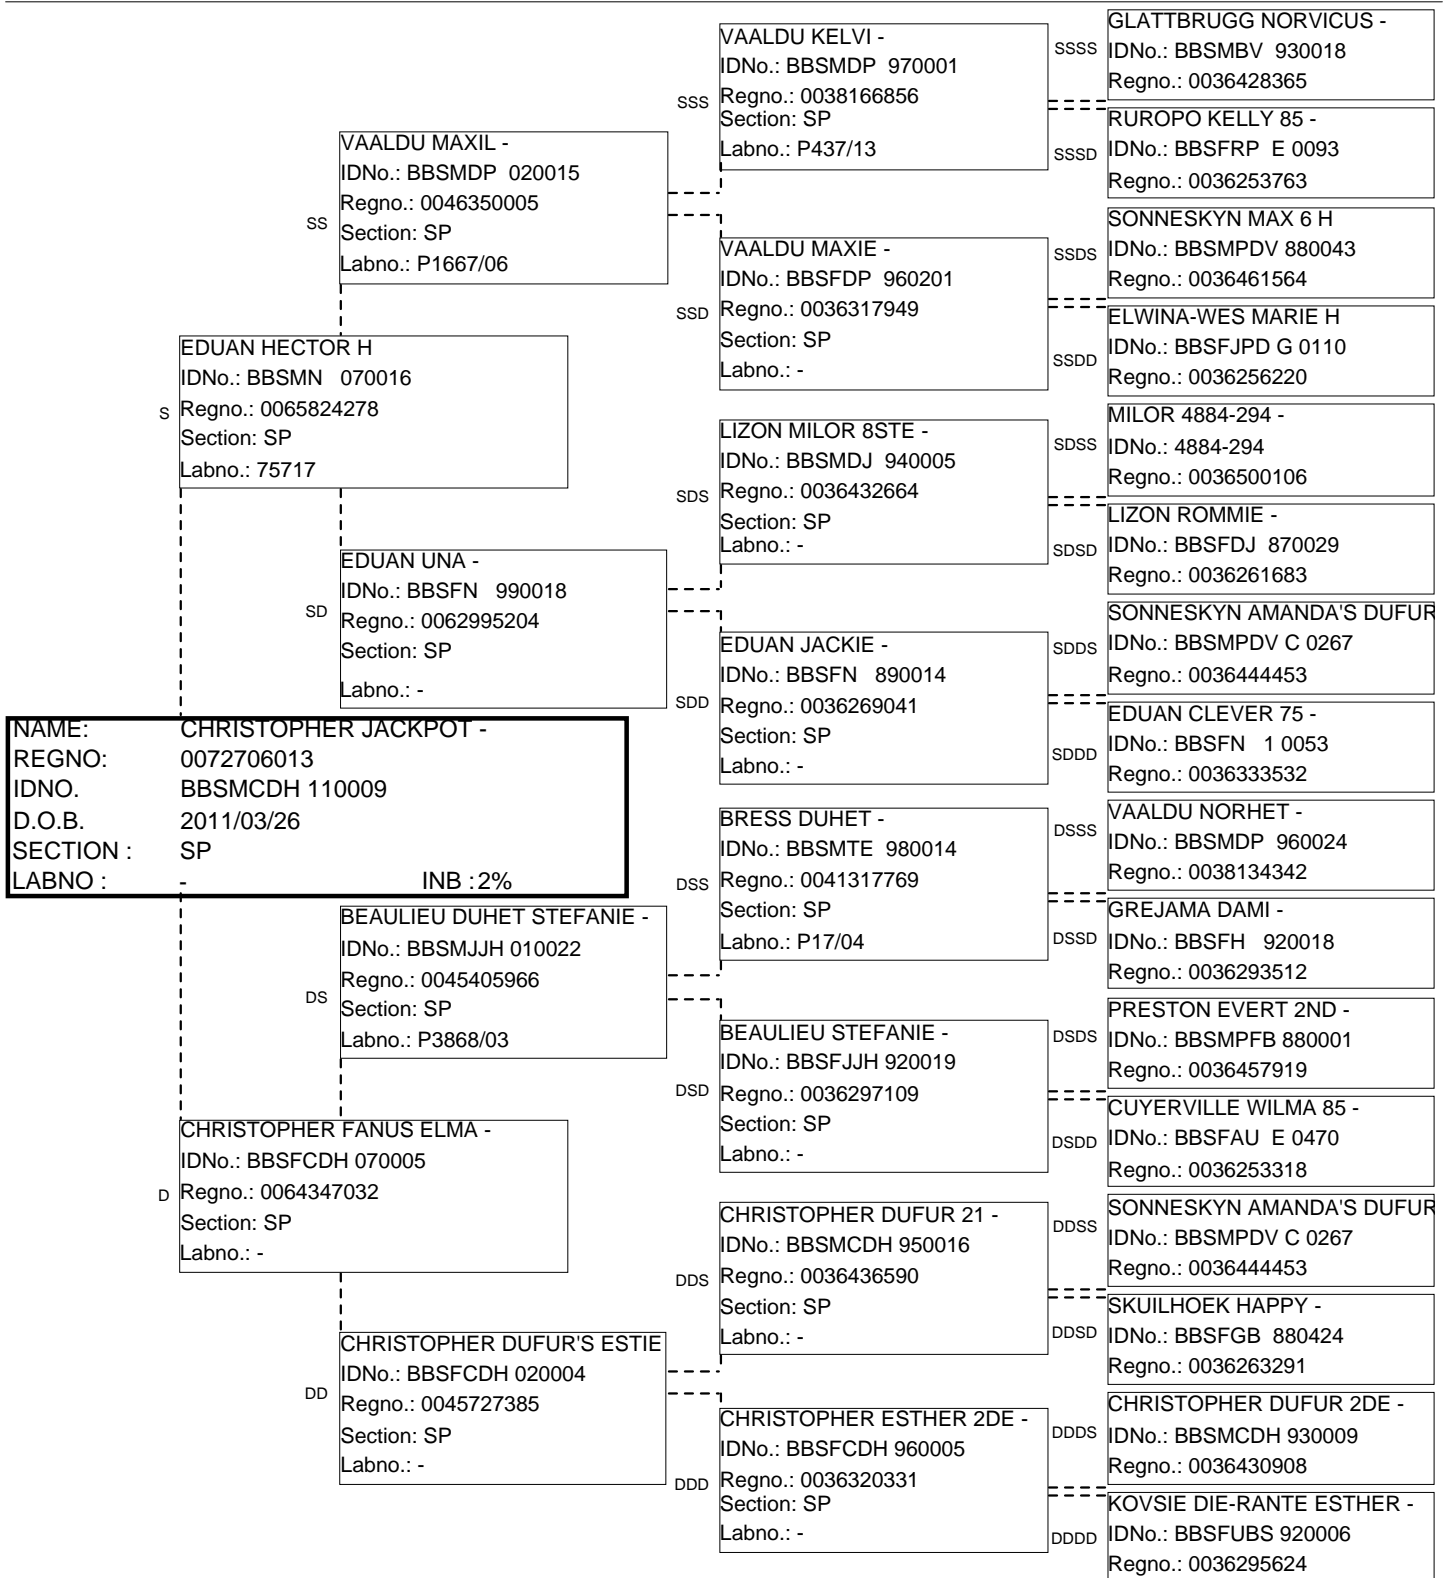 NAME: CHRISTOPHER JACKPOT -
REGNO: 0072706013
IDNO. BBSMCDH 110009
D.O.B. 2011/03/26
SECTION : SP
LABNO : - INB : 2%
S
EDUAN HECTOR H
IDNo.: BBSMN 070016
Regno.: 0065824278
Section: SP
Labno.: 75717
D
CHRISTOPHER FANUS ELMA -
IDNo.: BBSFCDH 070005
Regno.: 0064347032
Section: SP
Labno.: -
SS
VAALDU MAXIL -
IDNo.: BBSMDP 020015
Regno.: 0046350005
Section: SP
Labno.: P1667/06
SD
EDUAN UNA -
IDNo.: BBSFN 990018
Regno.: 0062995204
Section: SP
Labno.: -
DS
BEAULIEU DUHET STEFANIE -
IDNo.: BBSMJJH 010022
Regno.: 0045405966
Section: SP
Labno.: P3868/03
DD
CHRISTOPHER DUFUR'S ESTIE
IDNo.: BBSFCDH 020004
Regno.: 0045727385
Section: SP
Labno.: -
SSS
VAALDU KELVI -
IDNo.: BBSMDP 970001
Regno.: 0038166856
Section: SP
Labno.: P437/13
SSD
VAALDU MAXIE -
IDNo.: BBSFDP 960201
Regno.: 0036317949
Section: SP
Labno.: -
SDS
LIZON MILOR 8STE -
IDNo.: BBSMDJ 940005
Regno.: 0036432664
Section: SP
Labno.: -
SDD
EDUAN JACKIE -
IDNo.: BBSFN 890014
Regno.: 0036269041
Section: SP
Labno.: -
DSS
BRESS DUHET -
IDNo.: BBSMTE 980014
Regno.: 0041317769
Section: SP
Labno.: P17/04
DSD
BEAULIEU STEFANIE -
IDNo.: BBSFJJH 920019
Regno.: 0036297109
Section: SP
Labno.: -
DDS
CHRISTOPHER DUFUR 21 -
IDNo.: BBSMCDH 950016
Regno.: 0036436590
Section: SP
Labno.: -
DDD
CHRISTOPHER ESTHER 2DE -
IDNo.: BBSFCDH 960005
Regno.: 0036320331
Section: SP
Labno.: -
SSSS
GLATTBRUGG NORVICUS -
IDNo.: BBSMBV 930018
Regno.: 0036428365
SSSD
RUROPO KELLY 85 -
IDNo.: BBSFRP E 0093
Regno.: 0036253763
SSDS
SONNESKYN MAX 6 H
IDNo.: BBSMPDV 880043
Regno.: 0036461564
SSDD
ELWINA-WES MARIE H
IDNo.: BBSFJPD G 0110
Regno.: 0036256220
SDSS
MILOR 4884-294 -
IDNo.: 4884-294
Regno.: 0036500106
SDSD
LIZON ROMMIE -
IDNo.: BBSFDJ 870029
Regno.: 0036261683
SDDS
SONNESKYN AMANDA'S DUFUR
IDNo.: BBSMPDV C 0267
Regno.: 0036444453
SDDD
EDUAN CLEVER 75 -
IDNo.: BBSFN 1 0053
Regno.: 0036333532
DSSS
VAALDU NORHET -
IDNo.: BBSMDP 960024
Regno.: 0038134342
DSSD
GREJAMA DAMI -
IDNo.: BBSFH 920018
Regno.: 0036293512
DSDS
PRESTON EVERT 2ND -
IDNo.: BBSMPFB 880001
Regno.: 0036457919
DSDD
CUYERVILLE WILMA 85 -
IDNo.: BBSFAU E 0470
Regno.: 0036253318
DDSS
SONNESKYN AMANDA'S DUFUR
IDNo.: BBSMPDV C 0267
Regno.: 0036444453
DDSD
SKUILHOEK HAPPY -
IDNo.: BBSFGB 880424
Regno.: 0036263291
DDDS
CHRISTOPHER DUFUR 2DE -
IDNo.: BBSMCDH 930009
Regno.: 0036430908
DDDD
KOVSIE DIE-RANTE ESTHER -
IDNo.: BBSFUBS 920006
Regno.: 0036295624